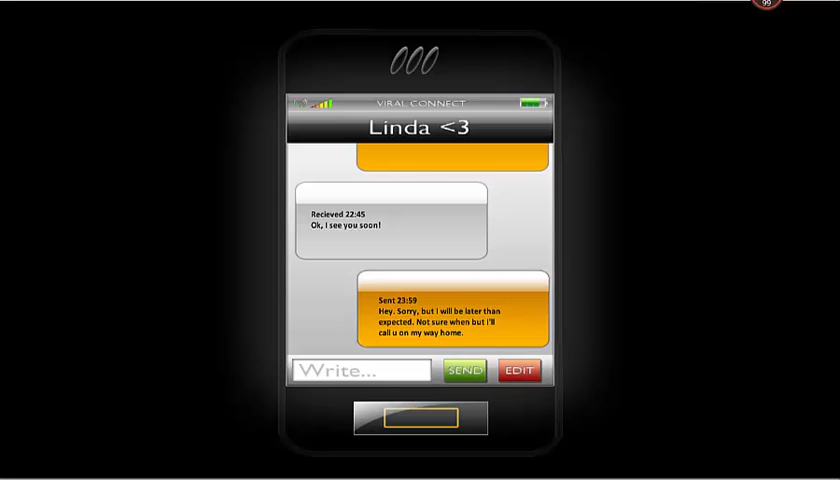 99
VIRAL CONNECT
Linda <3
Recieved 22:45
Ok, I see you soon!
Sent 23:59
Hey. Sorry, but i will be later than
expected. Not sure when but i'll
call u on my way home.
Write...
SEND
EDIT